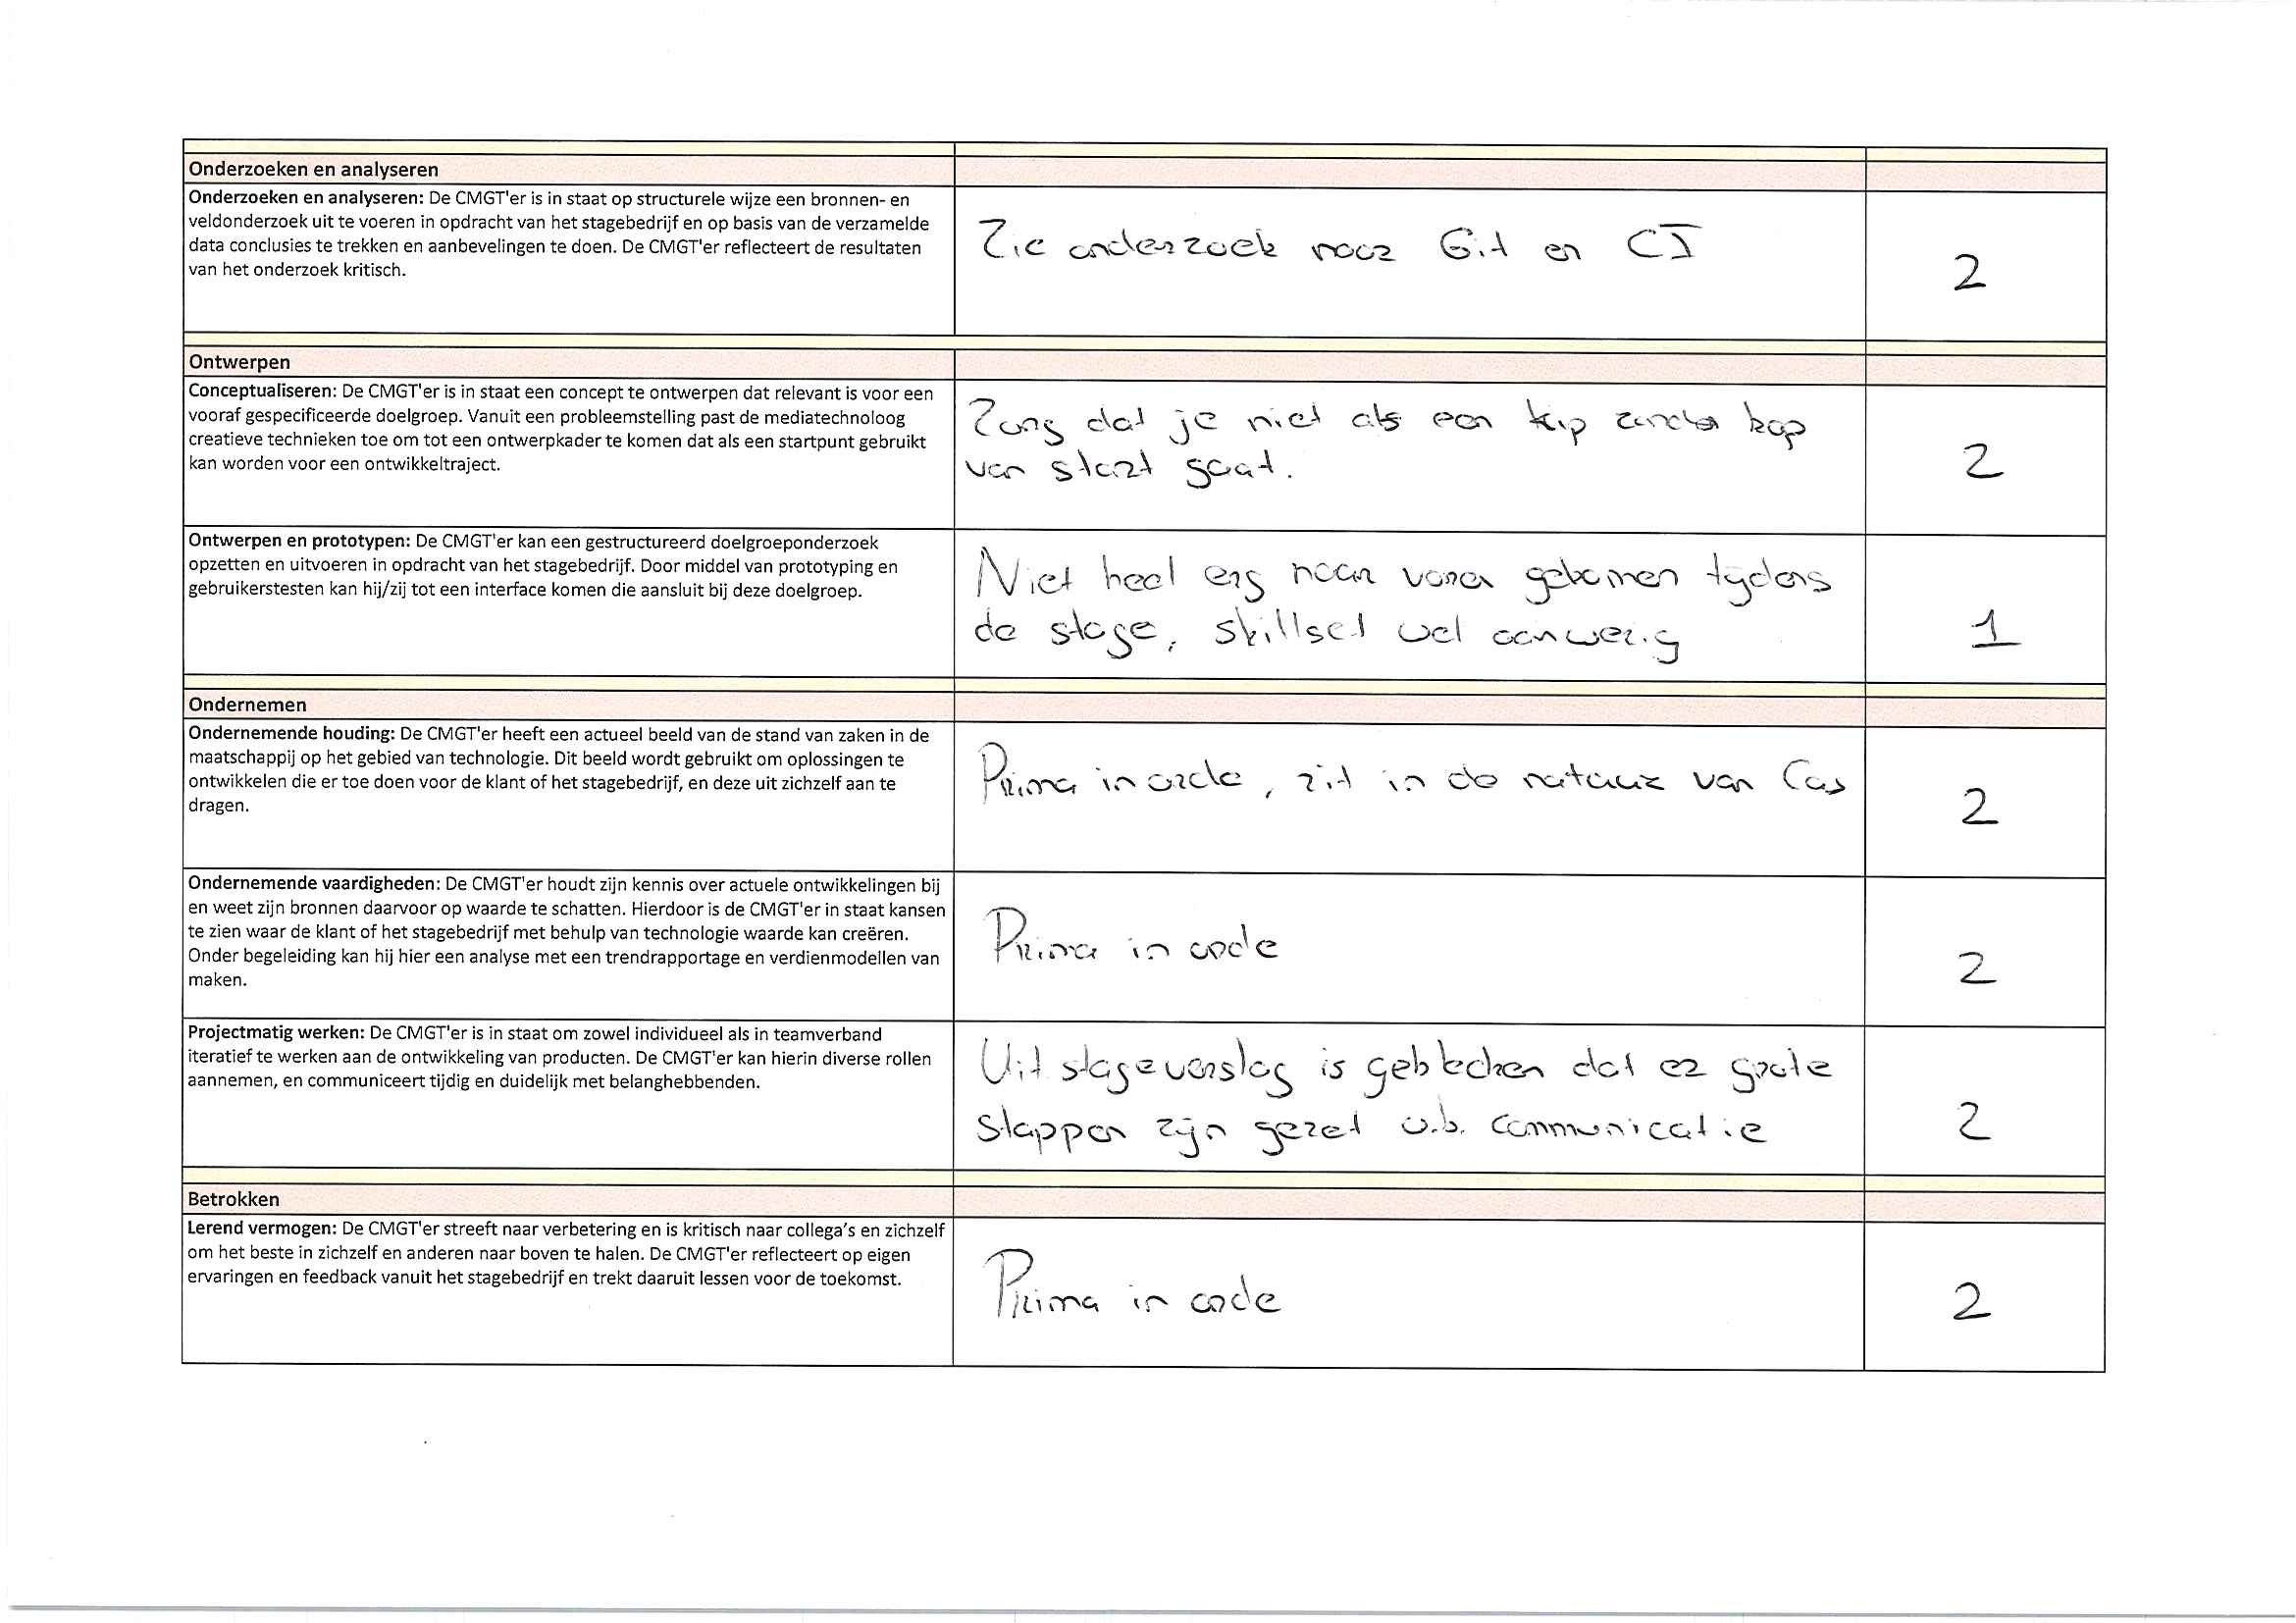 Onderzoeken en analyseren
Onderzoeken en analyseren: De CMGT'er is in staat op structurele wijze een bronnen- en
veldonderzoek uit te voeren in opdracht van het stagebedrijf en op basis van de verzamelde
data conclusies te trekken en aanbevelingen te doen. De CMGT'er reflecteert de resultaten
van het onderzoek kritisch.
Zie onderzoek naar Git en CI
2
Ontwerpen
Conceptualiseren: De CMGT'er is in staat een concept te ontwerpen dat relevant is voor een
vooraf gespecificeerde doelgroep. Vanuit een probleemstelling past de mediatechnoloog
creatieve technieken toe om tot een ontwerpkader te komen dat als een startpunt gebruikt
kan worden voor een ontwikkeltraject.
Zorg dat je niet als een kip zonder kop
van start gaat.
2
Ontwerpen en prototypen: De CMGT'er kan een gestructureerd doelgroeponderzoek
opzetten en uitvoeren in opdracht van het stagebedrijf. Door middel van prototyping en
gebruikerstesten kan hij/zij tot een interface komen die aansluit bij deze doelgroep.
Niet heel erg naar voren gekomen tijdens
de stage, skillset wel aanwezig
1
Ondernemen
Ondernemende houding: De CMGT'er heeft een actueel beeld van de stand van zaken in de
maatschappij op het gebied van technologie. Dit beeld wordt gebruikt om oplossingen te
ontwikkelen die er toe doen voor de klant of het stagebedrijf, en deze uit zichzelf aan te
dragen.
Prima in orde, zit in de natuur van Cas
2
Ondernemende vaardigheden: De CMGT'er houdt zijn kennis over actuele ontwikkelingen bij
en weet zijn bronnen daarvoor op waarde te schatten. Hierdoor is de CMGT'er in staat kansen
te zien waar de klant of het stagebedrijf met behulp van technologie waarde kan creëren.
Onder begeleiding kan hij hier een analyse met een trendrapportage en verdienmodellen van
maken.
Prima in orde
2
Projectmatig werken: De CMGT'er is in staat om zowel individueel als in teamverband
iteratief te werken aan de ontwikkeling van producten. De CMGT'er kan hierin diverse rollen
aannemen, en communiceert tijdig en duidelijk met belanghebbenden.
Uit stageverslag is gebleken dat er grote
stappen zijn gezet o.b. communicatie
2
Betrokken
Lerend vermogen: De CMGT'er streeft naar verbetering en is kritisch naar collega's en zichzelf
om het beste in zichzelf en anderen naar boven te halen. De CMGT'er reflecteert op eigen
ervaringen en feedback vanuit het stagebedrijf en trekt daaruit lessen voor de toekomst.
Prima in orde
2